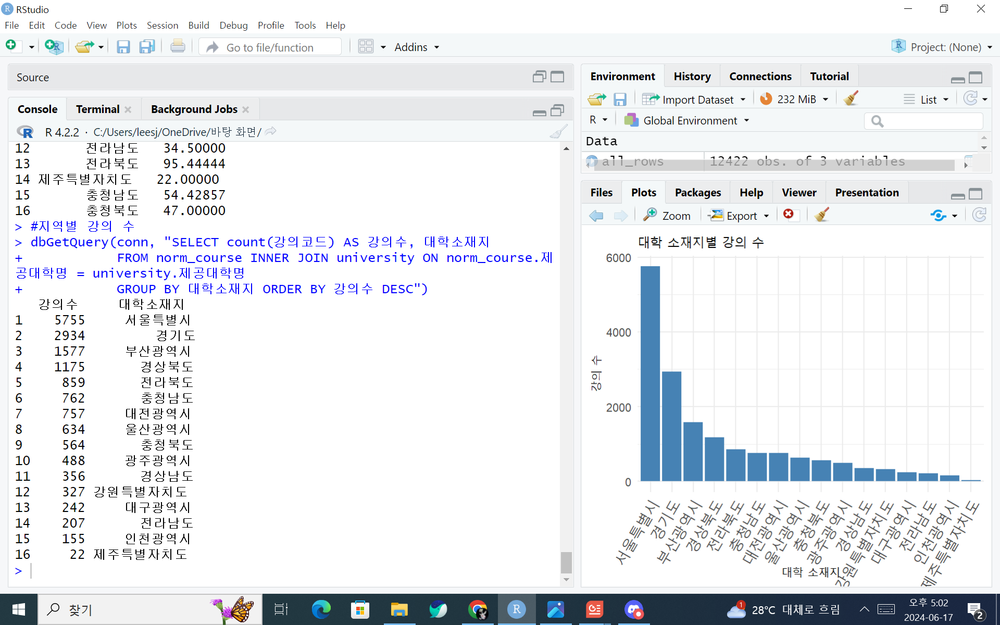 RStudio
File Edit Code View Plots Session Build Debug Profile Tools Help
Go to file/function
Addins
Project: (None)
Source
Console Terminal Background Jobs
R 4.2.2 · C:/Users/leesj/OneDrive/바탕 화면/
12 전라남도 34.50000
13 전라북도 95.44444
14 제주특별자치도 22.00000
15 충청남도 54.42857
16 충청북도 47.00000
> #지역별 강의 수
> dbGetQuery(conn, "SELECT count(강의코드) AS 강의수, 대학소재지
+ FROM norm_course INNER JOIN university ON norm_course.제
공대학명 = university.제공대학명
+ GROUP BY 대학소재지 ORDER BY 강의수 DESC")
강의수 대학소재지
1 5755 서울특별시
2 2934 경기도
3 1577 부산광역시
4 1175 경상북도
5 859 전라북도
6 762 충청남도
7 757 대전광역시
8 634 울산광역시
9 564 충청북도
10 488 광주광역시
11 356 경상남도
12 327 강원특별자치도
13 242 대구광역시
14 207 전라남도
15 155 인천광역시
16 22 제주특별자치도
>
Environment History Connections Tutorial
Import Dataset 232 MiB List
R Global Environment
Data
all_rows 12422 obs. of 3 variables
Files Plots Packages Help Viewer Presentation
Zoom Export
대학 소재지별 강의 수
6000
4000
2000
0
강의 수
서울특별시
경기도
부산광역시
경상북도
전라북도
충청남도
대전광역시
울산광역시
충청북도
광주광역시
경상남도
강원특별자치도
대구광역시
전라남도
인천광역시
제주특별자치도
대학 소재지
찾기
1
28℃ 대체로 흐림
오후 5:02
2024-06-17
2